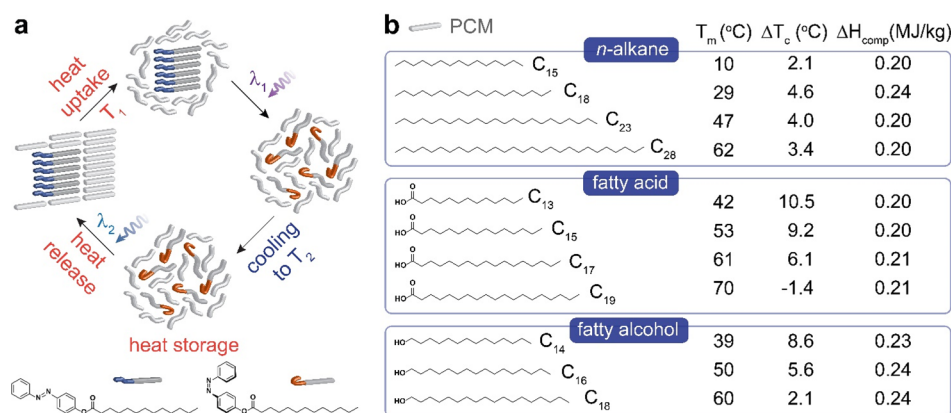 a
heat uptake
T₁
λ₁
cooling to T₂
λ₂
heat release
heat storage
N
N
O
O
N
N
O
O
b
PCM
Tₘ (°C) ΔT꜀ (°C) ΔHcomp(MJ/kg)
n-alkane
C₁₅ 10 2.1 0.20
C₁₈ 29 4.6 0.24
C₂₃ 47 4.0 0.20
C₂₈ 62 3.4 0.20
fatty acid
O
HO C₁₃ 42 10.5 0.20
O
HO C₁₅ 53 9.2 0.20
O
HO C₁₇ 61 6.1 0.21
O
HO C₁₉ 70 -1.4 0.21
fatty alcohol
HO C₁₄ 39 8.6 0.23
HO C₁₆ 50 5.6 0.24
HO C₁₈ 60 2.1 0.24